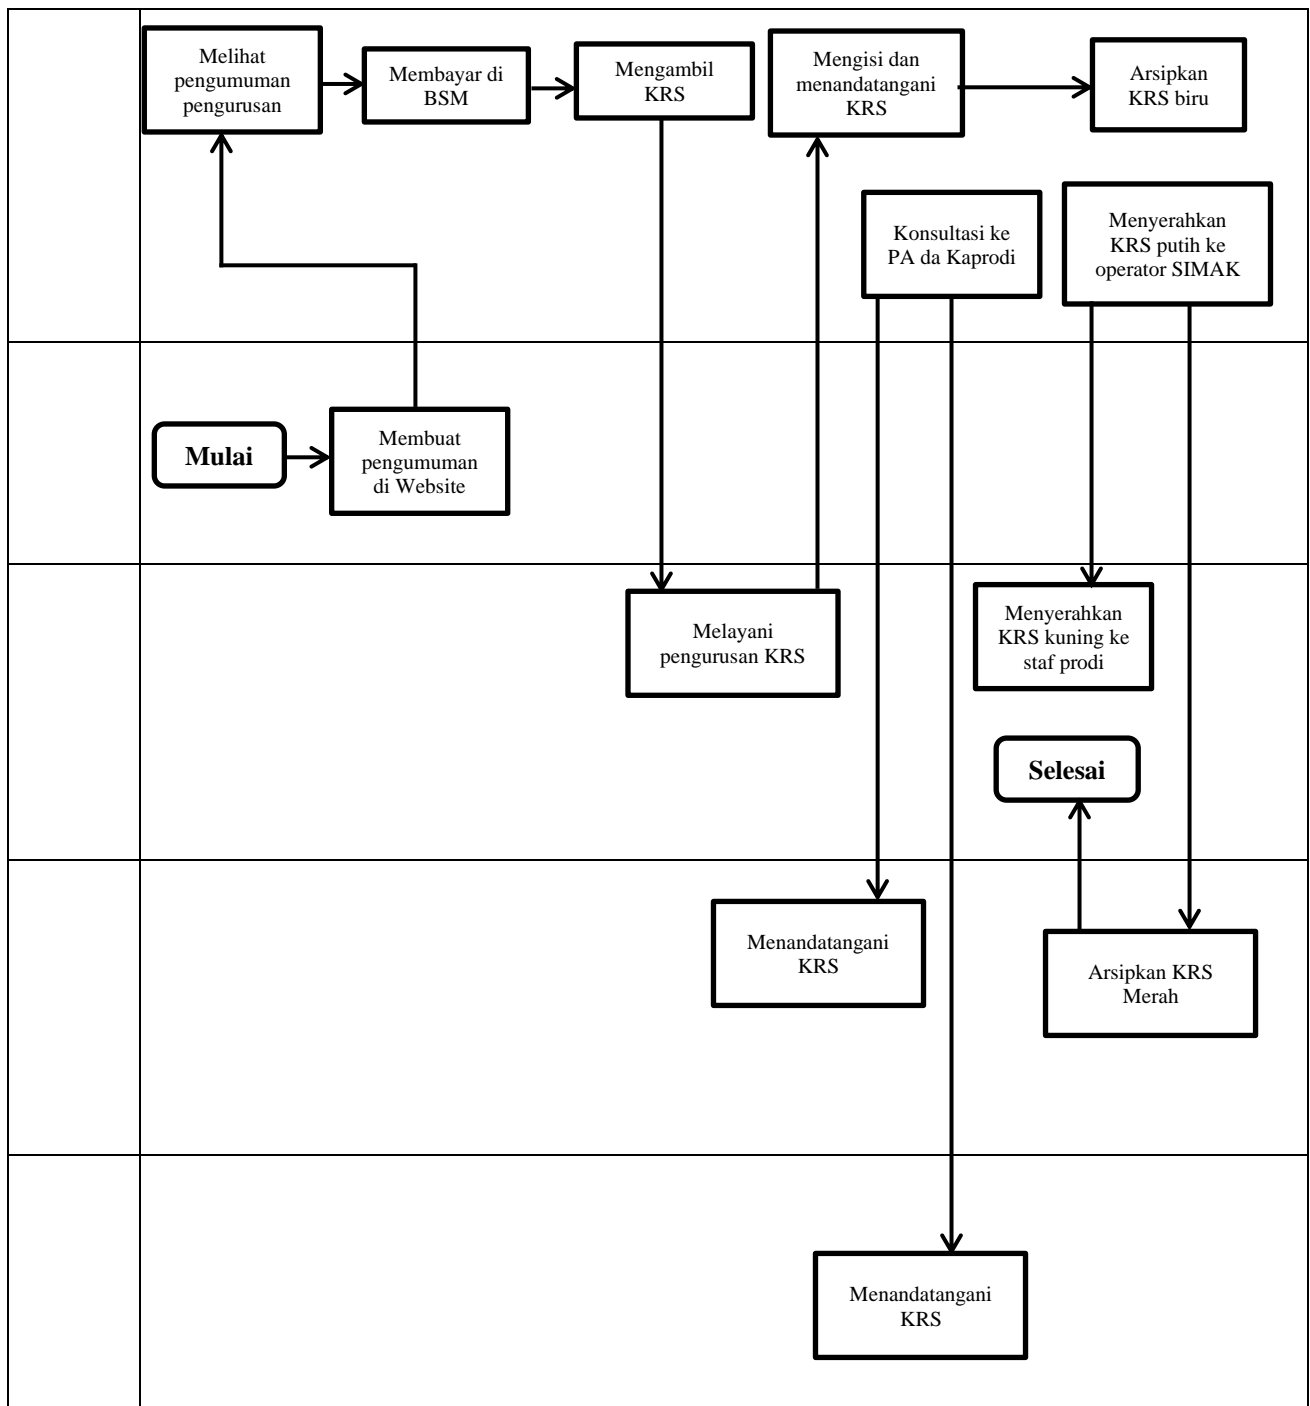 Melihat
pengumuman
pengurusan
Membayar di
BSM
Mengambil
KRS
Mengisi dan
menandatangani
KRS
Arsipkan
KRS biru
Konsultasi ke
PA da Kaprodi
Menyerahkan
KRS putih ke
operator SIMAK
Mulai
Membuat
pengumuman
di Website
Melayani
pengurusan KRS
Menyerahkan
KRS kuning ke
staf prodi
Selesai
Menandatangani
KRS
Arsipkan KRS
Merah
Menandatangani
KRS